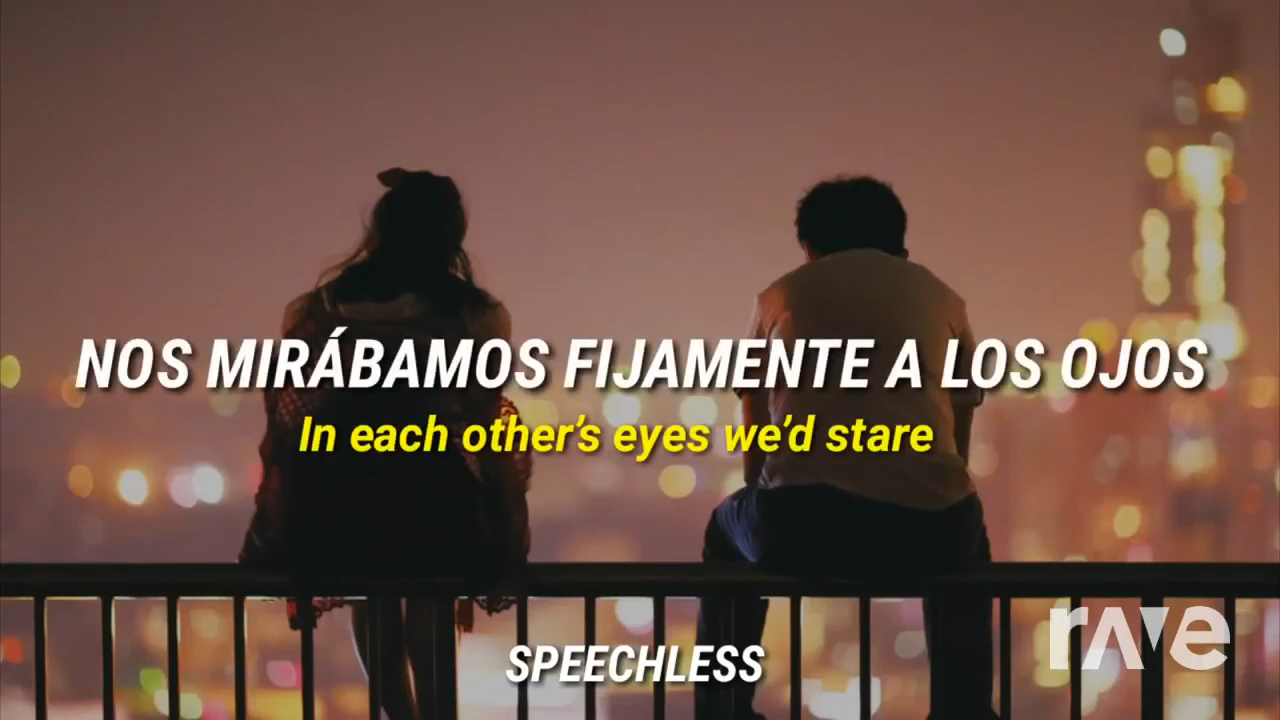 NOS MIRÁBAMOS FIJAMENTE A LOS OJOS
In each other's eyes we'd stare
SPEECHLESS
rave